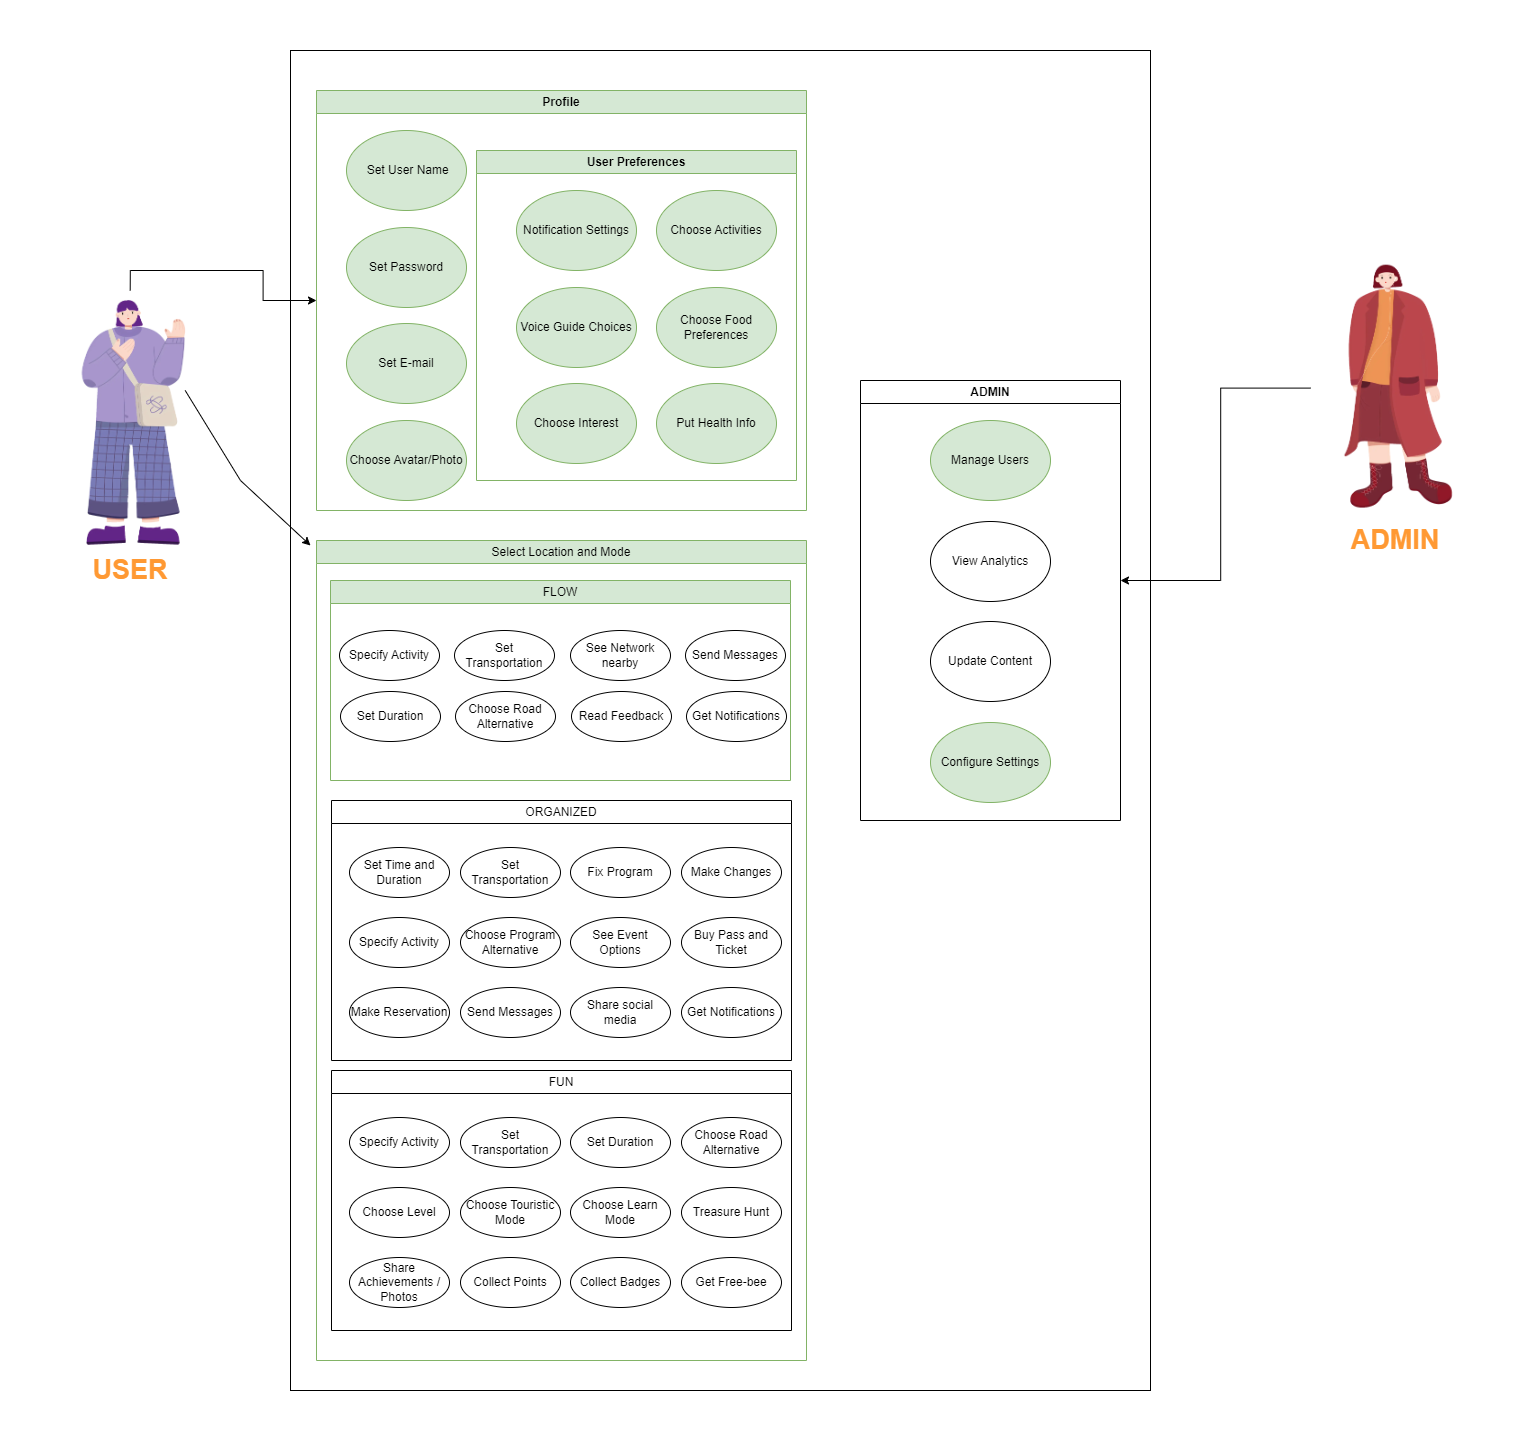 Profile
Set User Name
Set Password
Set E-mail
Choose Avatar/Photo
User Preferences
Notification Settings
Choose Activities
Voice Guide Choices
Choose Food
Preferences
Choose Interest
Put Health Info
USER
Select Location and Mode
FLOW
Specify Activity
Set
Transportation
See Network
nearby
Send Messages
Set Duration
Choose Road
Alternative
Read Feedback
Get Notifications
ORGANIZED
Set Time and
Duration
Set
Transportation
Fix Program
Make Changes
Specify Activity
Choose Program
Alternative
See Event
Options
Buy Pass and
Ticket
Make Reservation
Send Messages
Share social
media
Get Notifications
FUN
Specify Activity
Set
Transportation
Set Duration
Choose Road
Alternative
Choose Level
Choose Touristic
Mode
Choose Learn
Mode
Treasure Hunt
Share
Achievements /
Photos
Collect Points
Collect Badges
Get Free-bee
ADMIN
Manage Users
View Analytics
Update Content
Configure Settings
ADMIN